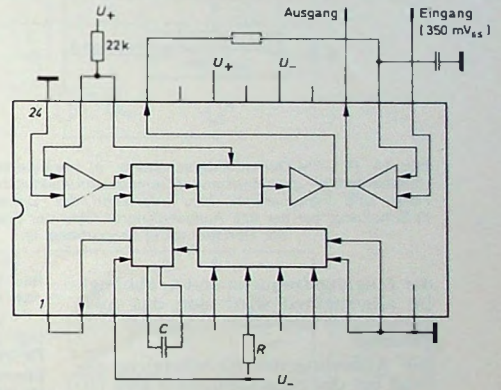 U+
22k
Ausgang
Eingang
(350 mVss)
U+
U–
24
1
C
R
U–